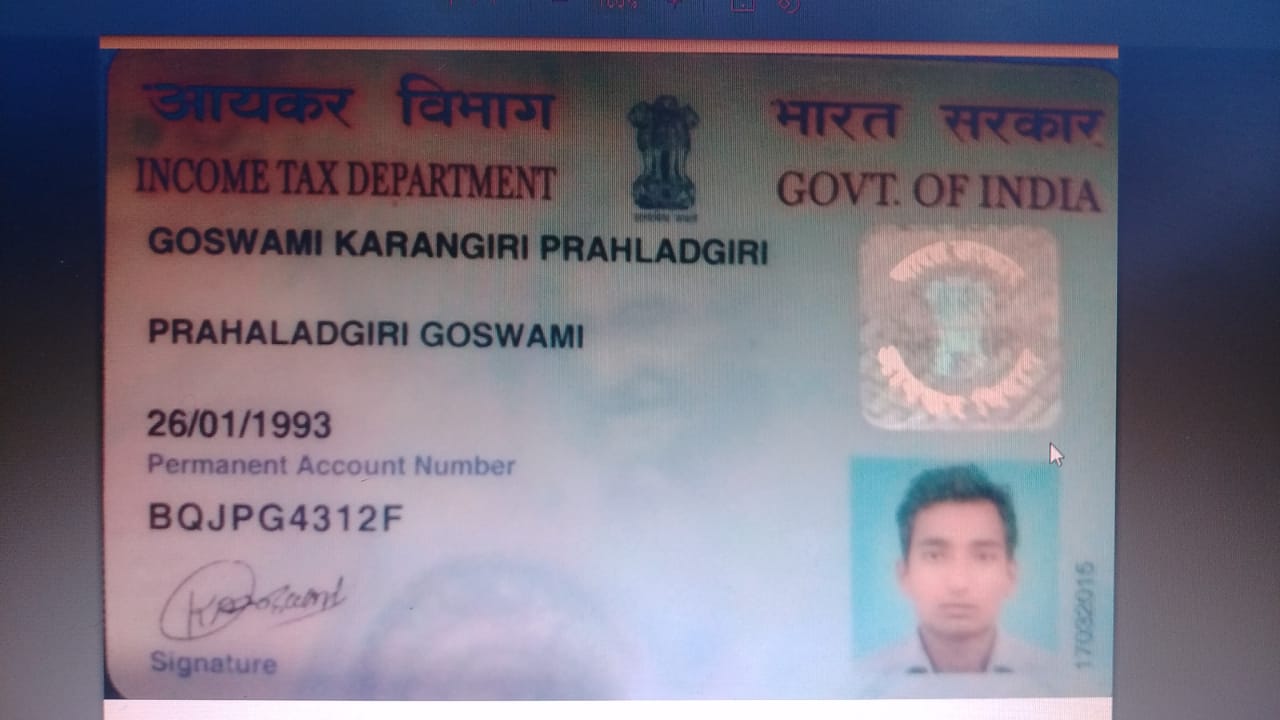 आयकर विभाग
भारत सरकार
INCOME TAX DEPARTMENT
GOVT. OF INDIA
GOSWAMI KARANGIRI PRAHLADGIRI
PRAHALADGIRI GOSWAMI
26/01/1993
Permanent Account Number
BQJPG4312F
Signature
17032015